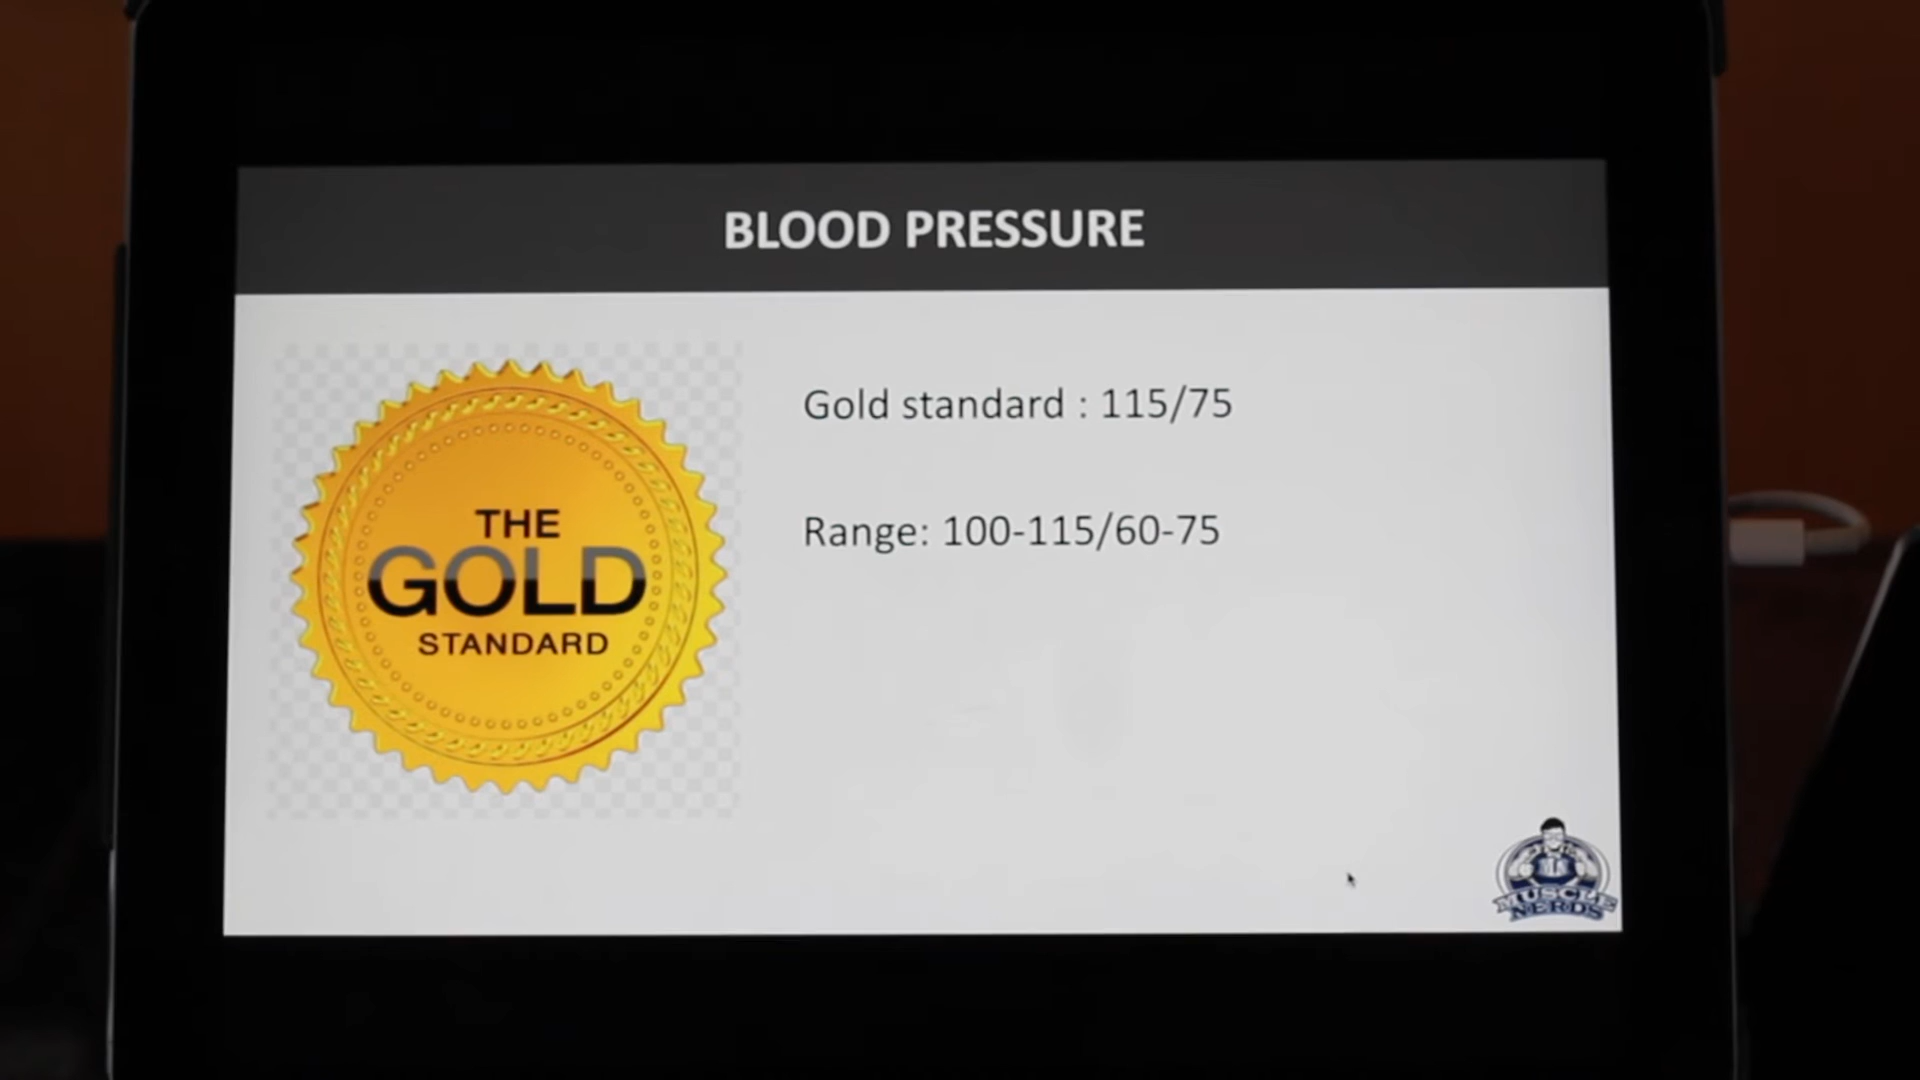 BLOOD PRESSURE
THE
GOLD
STANDARD
Gold standard : 115/75
Range: 100-115/60-75
MUSCLE
NERDS